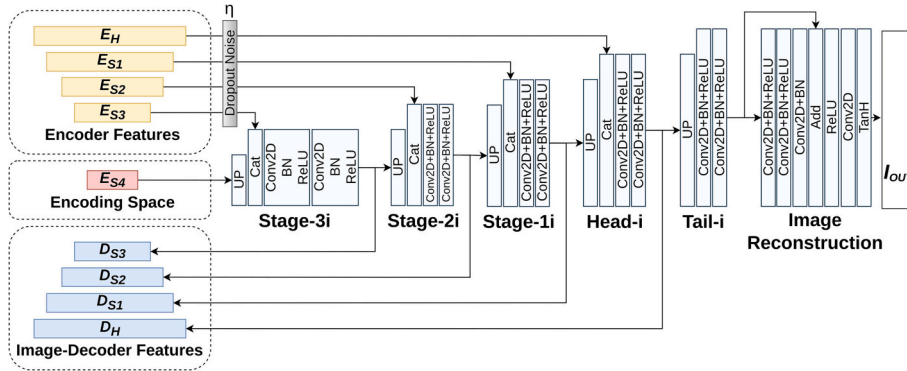 η
E_H
E_S1
E_S2
E_S3
Encoder Features
Dropout Noise
E_S4
Encoding Space
UP
Cat
Conv2D
BN
ReLU
Conv2D
BN
ReLU
Stage-3i
UP
Cat
Conv2D+BN+ReLU
Conv2D+BN+ReLU
Stage-2i
UP
Cat
Conv2D+BN+ReLU
Conv2D+BN+ReLU
Stage-1i
UP
Cat
Conv2D+BN+ReLU
Conv2D+BN+ReLU
Head-i
UP
Conv2D+BN+ReLU
Conv2D+BN+ReLU
Tail-i
Conv2D+BN+ReLU
Conv2D+BN+ReLU
Conv2D+BN
Add
ReLU
Conv2D
TanH
Image
Reconstruction
I_OU
D_S3
D_S2
D_S1
D_H
Image-Decoder Features